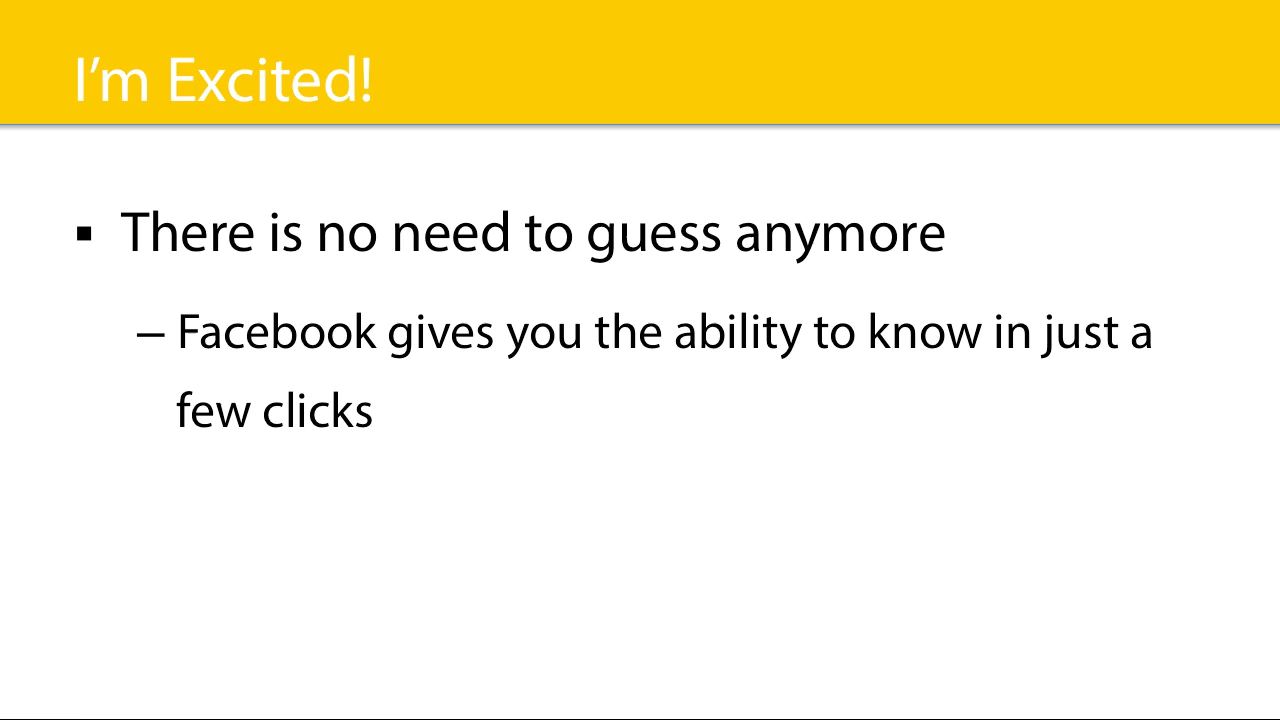 I’m Excited!
▪ There is no need to guess anymore
– Facebook gives you the ability to know in just a
few clicks